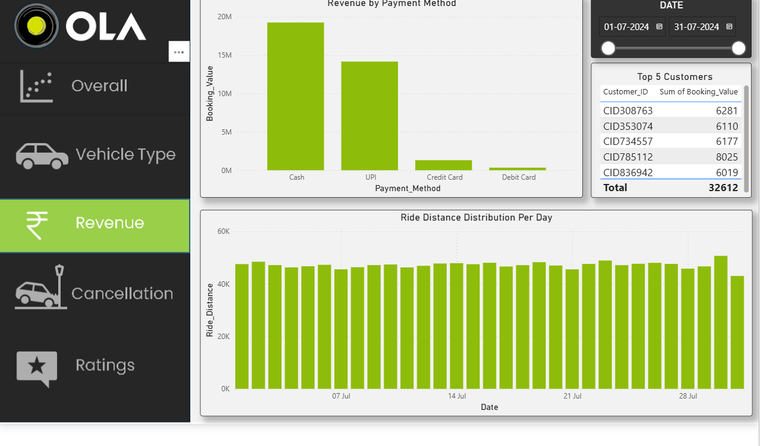 OLA
...
Overall
Vehicle Type
Revenue
Cancellation
Ratings
Revenue by Payment Method
20M
15M
10M
5M
0M
Booking_Value
Cash
UPI
Credit Card
Debit Card
Payment_Method
DATE
01-07-2024
31-07-2024
Top 5 Customers
Customer_ID Sum of Booking_Value
CID308763 6281
CID353074 6110
CID734557 6177
CID785112 8025
CID836942 6019
Total 32612
Ride Distance Distribution Per Day
60K
40K
20K
0K
Ride_Distance
07 Jul
14 Jul
21 Jul
28 Jul
Date